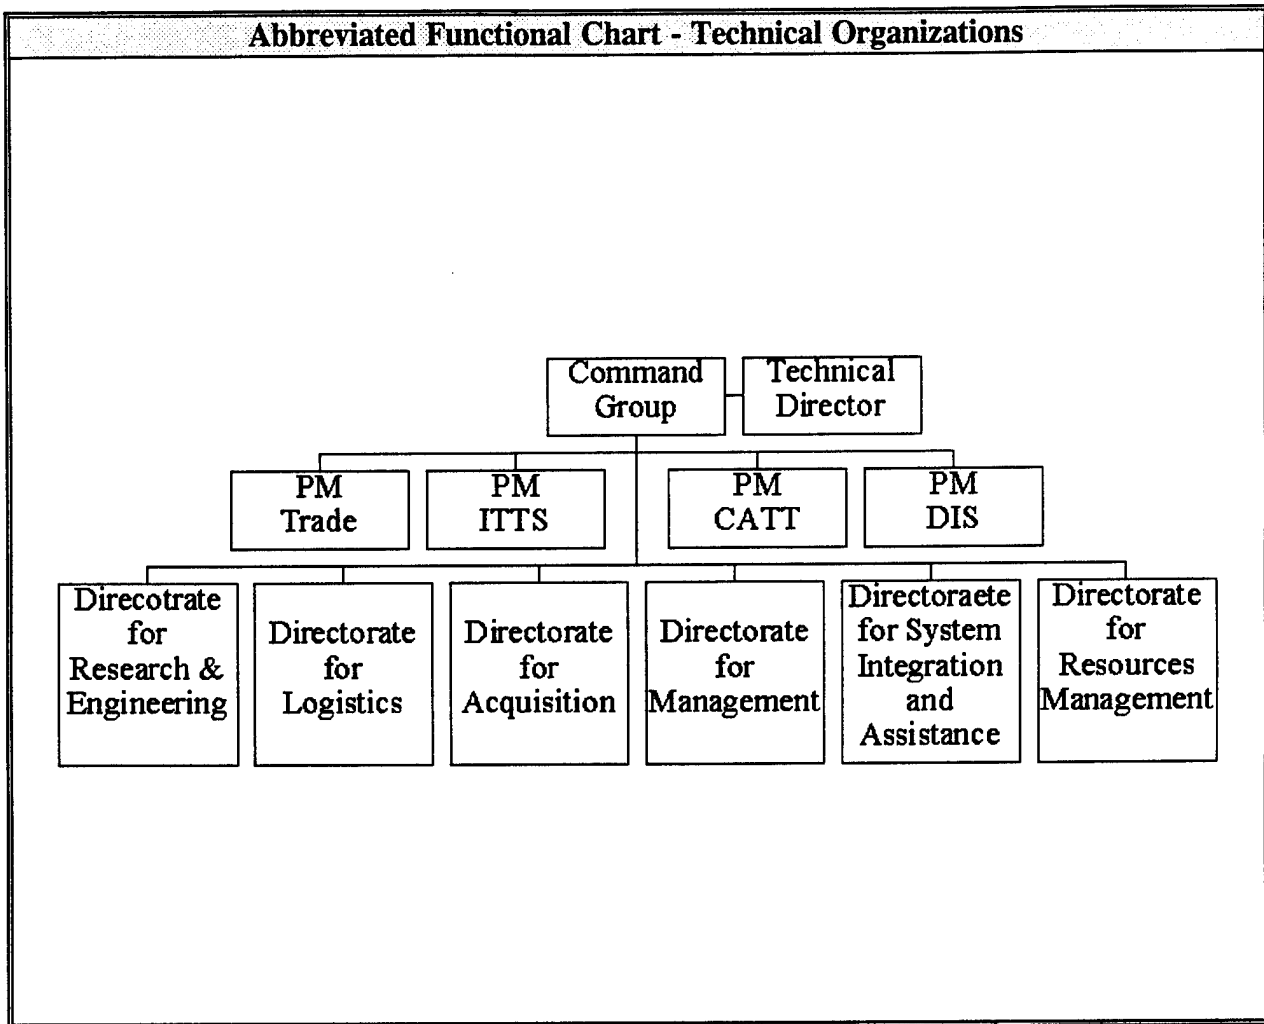 Abbreviated Functional Chart - Technical Organizations
Command
Group
Technical
Director
PM
Trade
PM
ITTS
PM
CATT
PM
DIS
Direcotrate
for
Research &
Engineering
Directorate
for
Logistics
Directorate
for
Acquisition
Directorate
for
Management
Directoraete
for System
Integration
and
Assistance
Directorate
for
Resources
Management